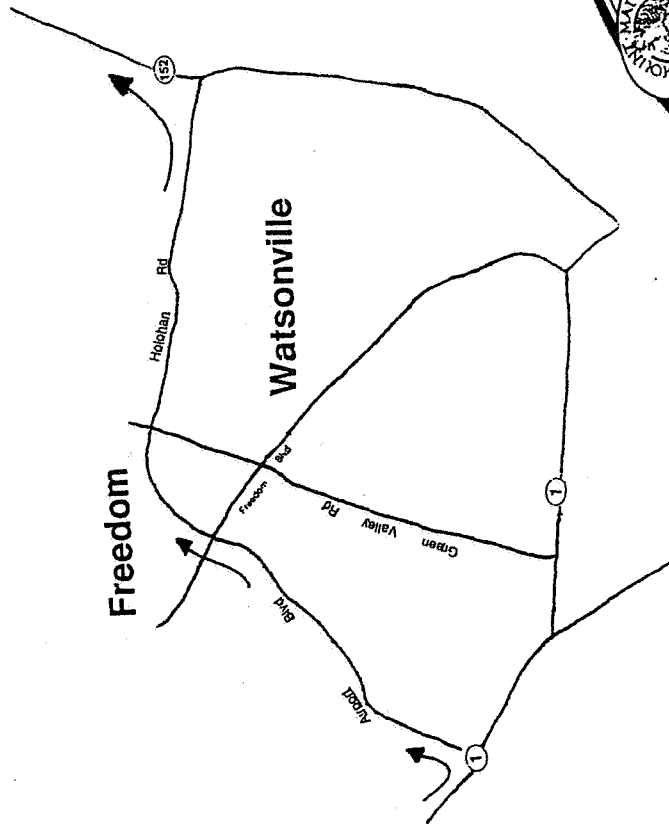 152
Holohan Rd
Watsonville
Freedom
Freedom Blvd
Green Valley Rd
Airport Blvd
1
1